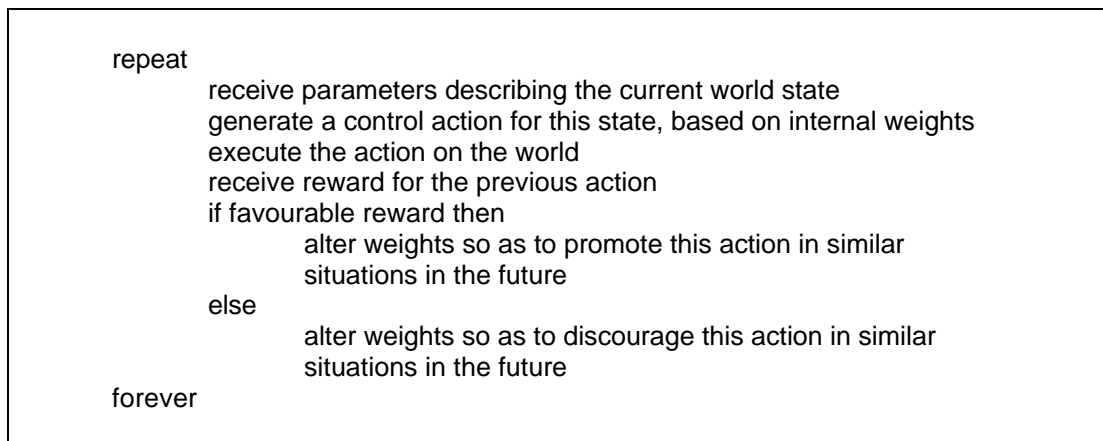 repeat
receive parameters describing the current world state
generate a control action for this state, based on internal weights
execute the action on the world
receive reward for the previous action
if favourable reward then
alter weights so as to promote this action in similar
situations in the future
else
alter weights so as to discourage this action in similar
situations in the future
forever